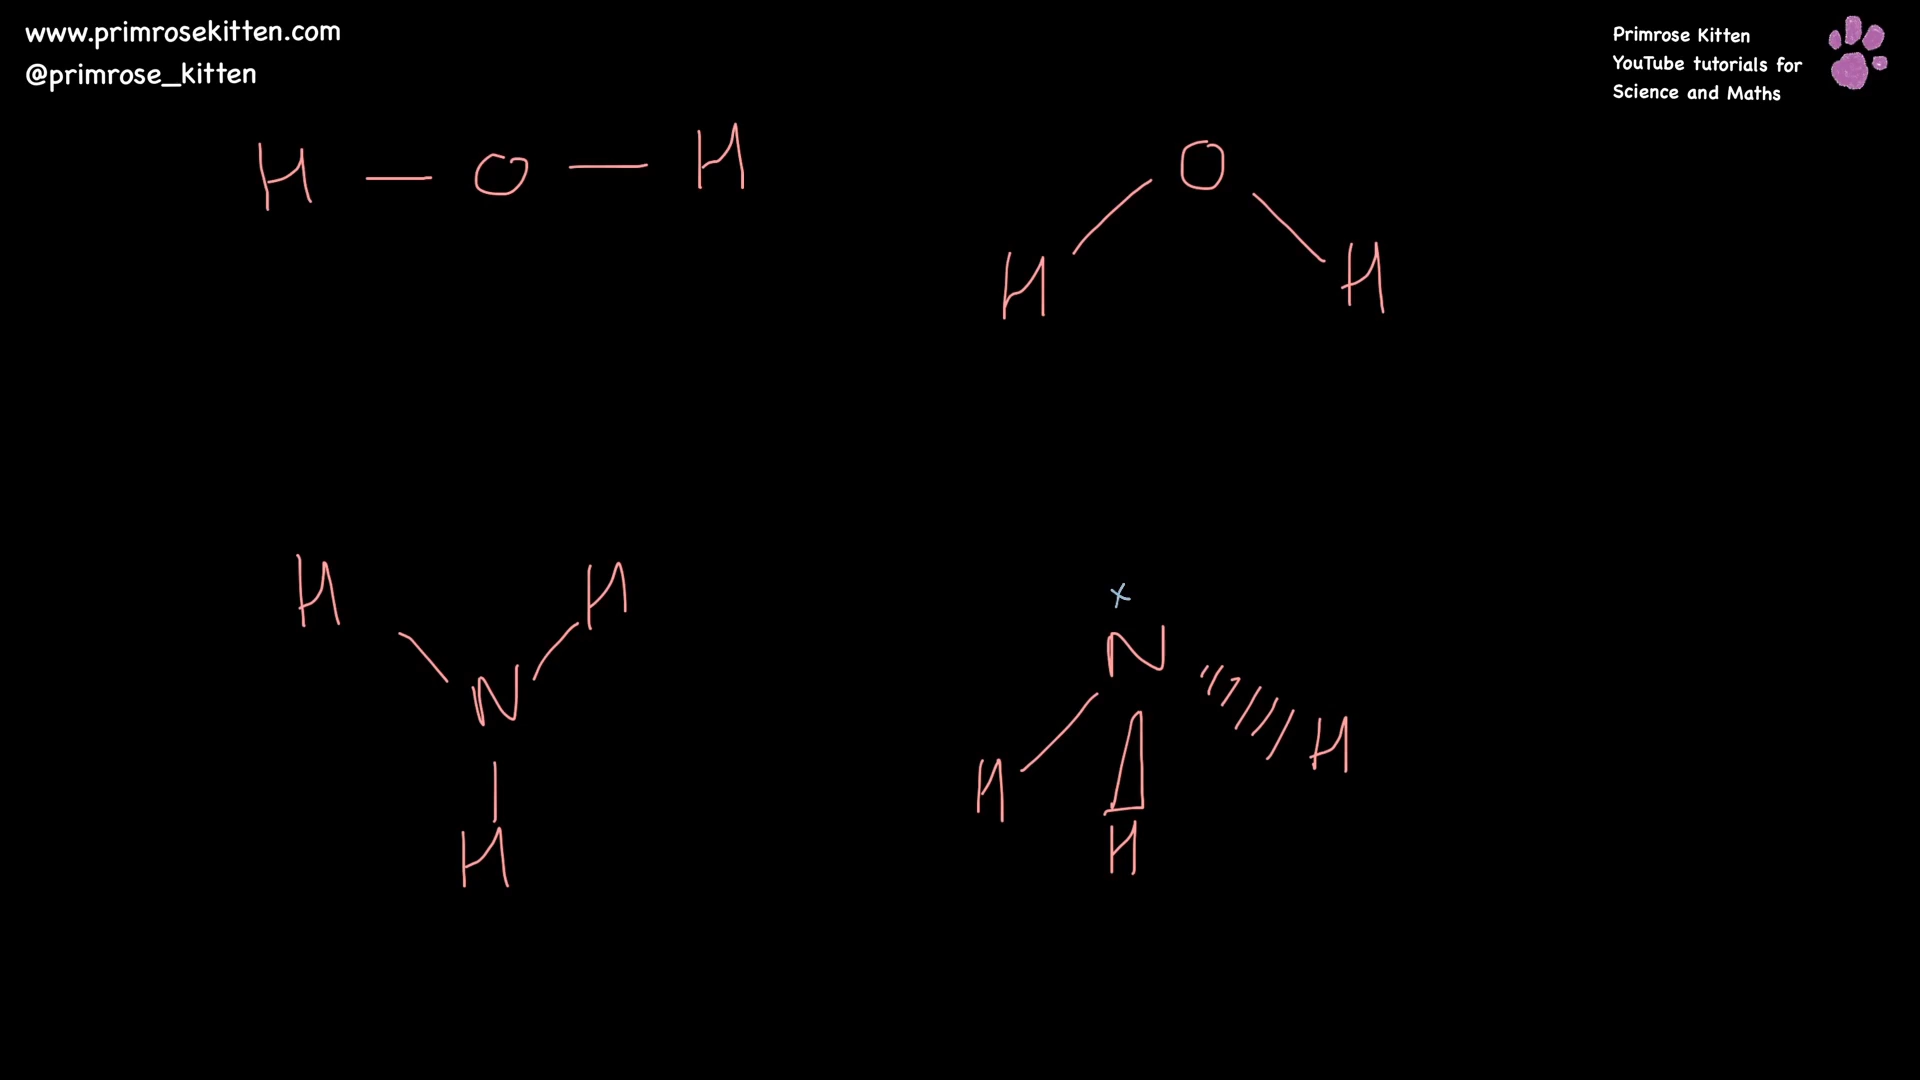 www.primrosekitten.com
@primrose_kitten
Primrose Kitten
YouTube tutorials for
Science and Maths
H — O — H
O
H H
H H
N
H
x
N
H H
H